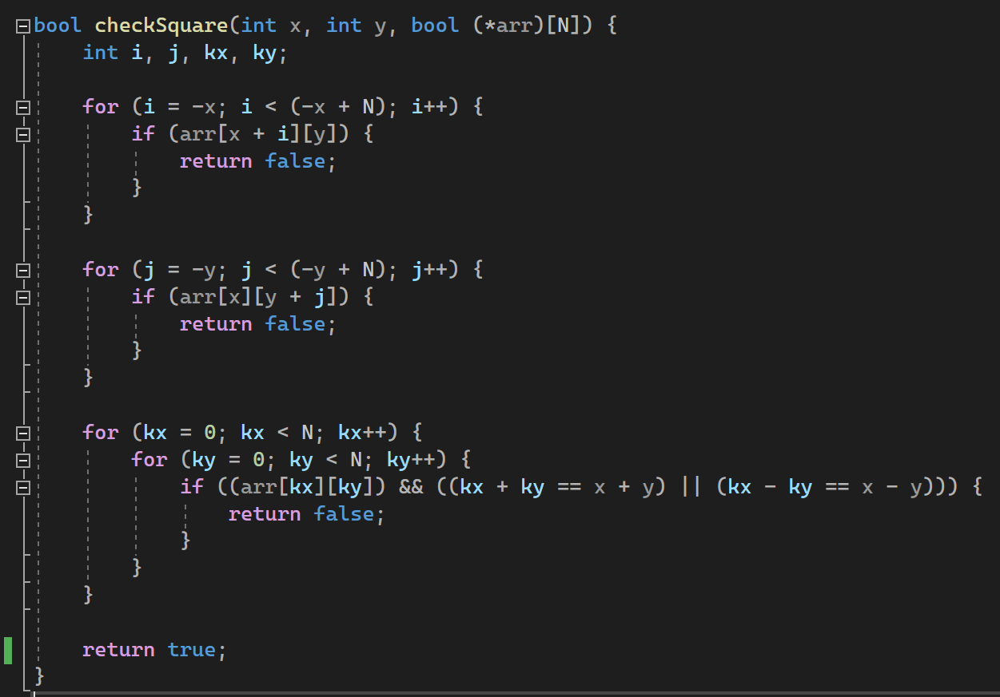 bool checkSquare(int x, int y, bool (*arr)[N]) {
    int i, j, kx, ky;

    for (i = -x; i < (-x + N); i++) {
        if (arr[x + i][y]) {
            return false;
        }
    }

    for (j = -y; j < (-y + N); j++) {
        if (arr[x][y + j]) {
            return false;
        }
    }

    for (kx = 0; kx < N; kx++) {
        for (ky = 0; ky < N; ky++) {
            if ((arr[kx][ky]) && ((kx + ky == x + y) || (kx - ky == x - y))) {
                return false;
            }
        }
    }

    return true;
}